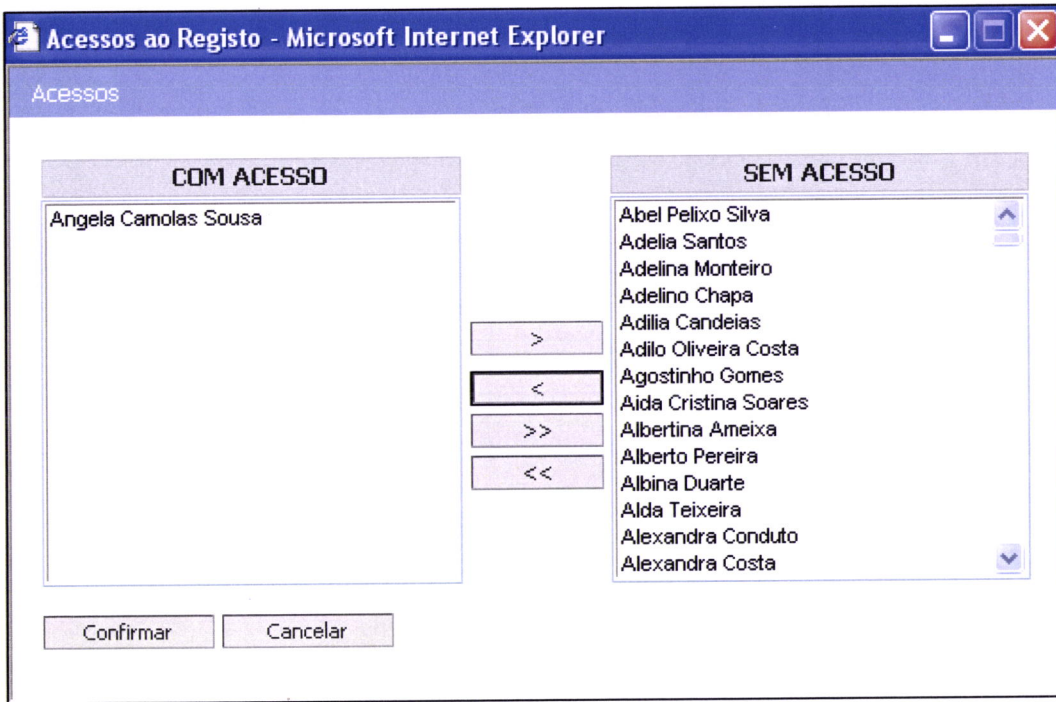 Acessos ao Registo - Microsoft Internet Explorer
Acessos
COM ACESSO
Angela Camolas Sousa
>
<
>>
<<
SEM ACESSO
Abel Pelixo Silva
Adelia Santos
Adelina Monteiro
Adelino Chapa
Adilia Candeias
Adilo Oliveira Costa
Agostinho Gomes
Aida Cristina Soares
Albertina Ameixa
Alberto Pereira
Albina Duarte
Alda Teixeira
Alexandra Conduto
Alexandra Costa
Confirmar Cancelar